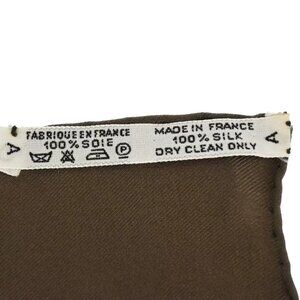 FABRIQUE EN FRANCE
100% SOIE
P
MADE IN FRANCE
100% SILK
DRY CLEAN ONLY
A
A